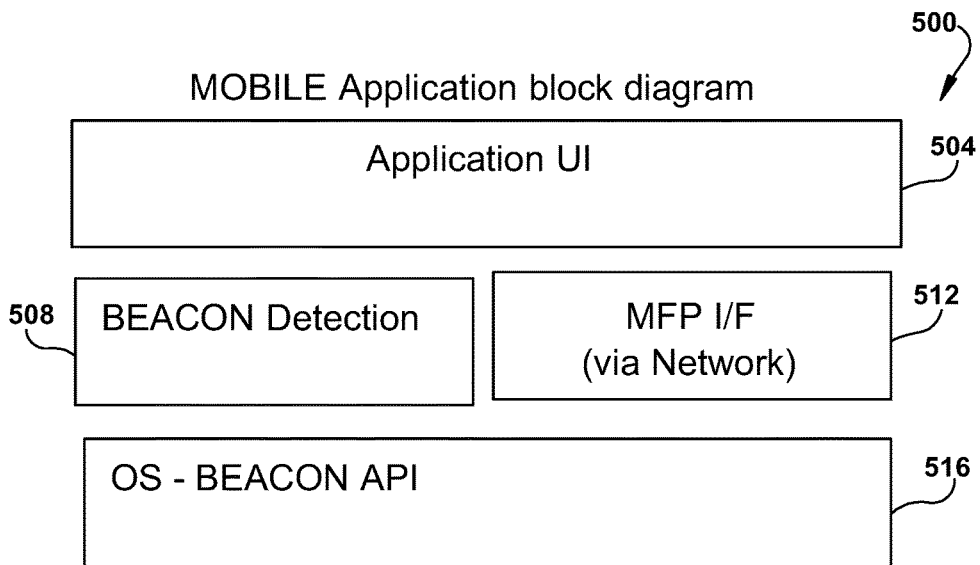 500
MOBILE Application block diagram
Application UI
504
508
BEACON Detection
MFP I/F
(via Network)
512
OS - BEACON API
516